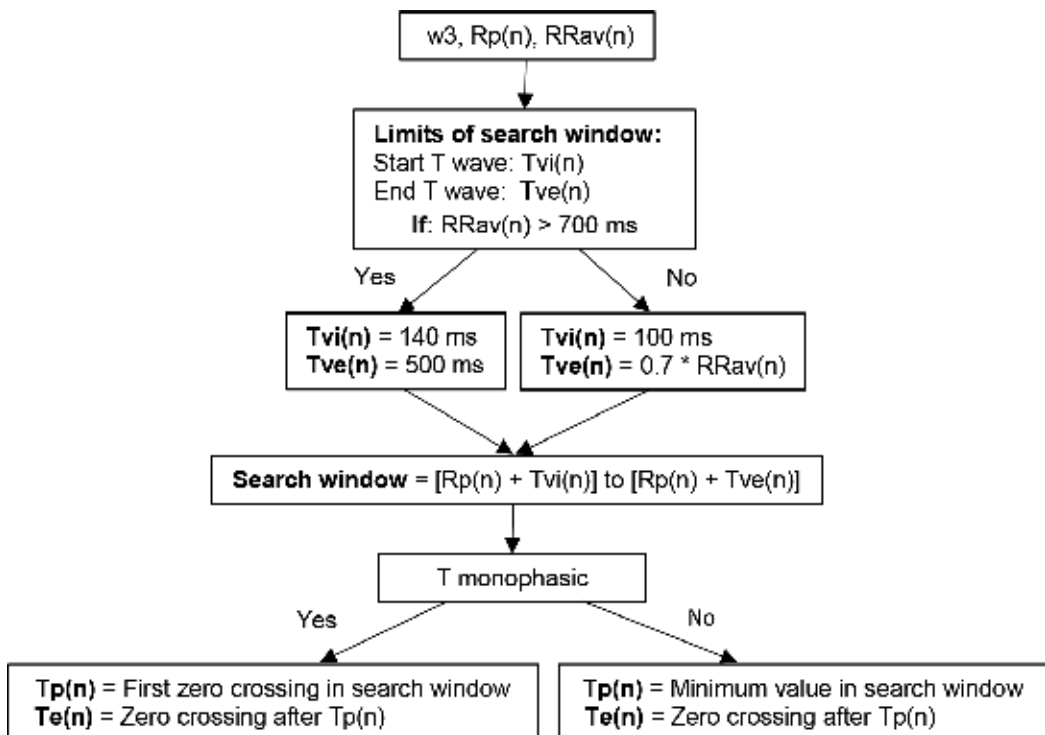 w3, Rp(n), RRav(n)
Limits of search window:
Start T wave: Tvi(n)
End T wave: Tve(n)
If: RRav(n) > 700 ms
Yes
No
Tvi(n) = 140 ms
Tve(n) = 500 ms
Tvi(n) = 100 ms
Tve(n) = 0.7 * RRav(n)
Search window = [Rp(n) + Tvi(n)] to [Rp(n) + Tve(n)]
T monophasic
Yes
No
Tp(n) = First zero crossing in search window
Te(n) = Zero crossing after Tp(n)
Tp(n) = Minimum value in search window
Te(n) = Zero crossing after Tp(n)